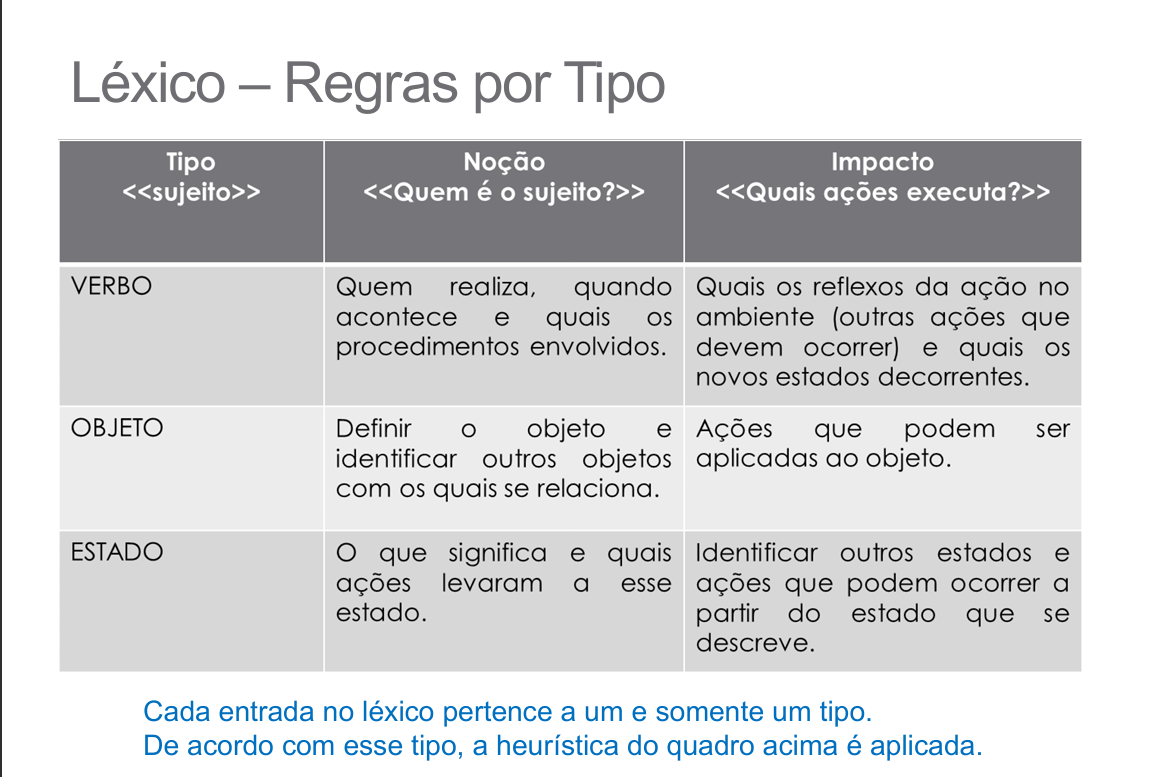 Léxico – Regras por Tipo
Tipo
<<sujeito>>
Noção
<<Quem é o sujeito?>>
Impacto
<<Quais ações executa?>>
VERBO
Quem realiza, quando
acontece e quais os
procedimentos envolvidos.
Quais os reflexos da ação no
ambiente (outras ações que
devem ocorrer) e quais os
novos estados decorrentes.
OBJETO
Definir o objeto e
identificar outros objetos
com os quais se relaciona.
Ações que podem ser
aplicadas ao objeto.
ESTADO
O que significa e quais
ações levaram a esse
estado.
Identificar outros estados e
ações que podem ocorrer a
partir do estado que se
descreve.
Cada entrada no léxico pertence a um e somente um tipo.
De acordo com esse tipo, a heurística do quadro acima é aplicada.